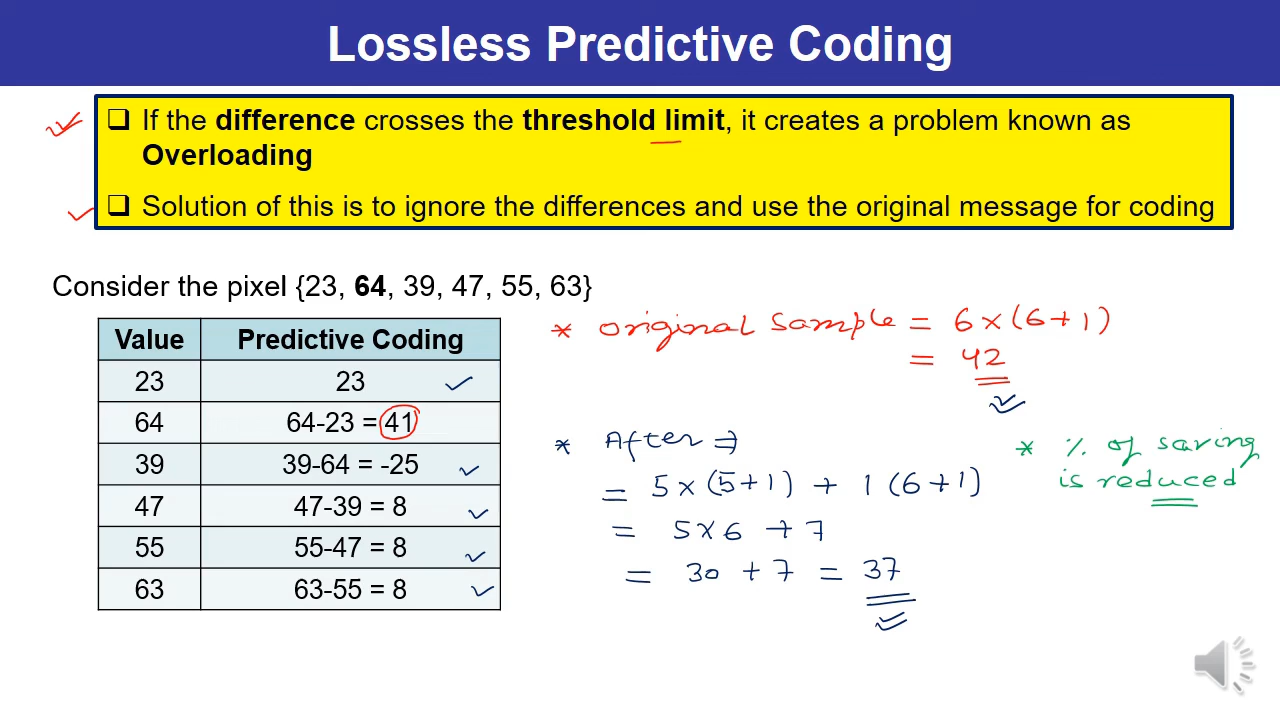 Lossless Predictive Coding
❑ If the difference crosses the threshold limit, it creates a problem known as
Overloading
❑ Solution of this is to ignore the differences and use the original message for coding
Consider the pixel {23, 64, 39, 47, 55, 63}
Value Predictive Coding
23 23
64 64-23 = 41
39 39-64 = -25
47 47-39 = 8
55 55-47 = 8
63 63-55 = 8
* original sample = 6 × (6+1)
= 42
* After ⇒
= 5 × (5+1) + 1 (6+1)
= 5×6 + 7
= 30 + 7 = 37
* % of saving
is reduced